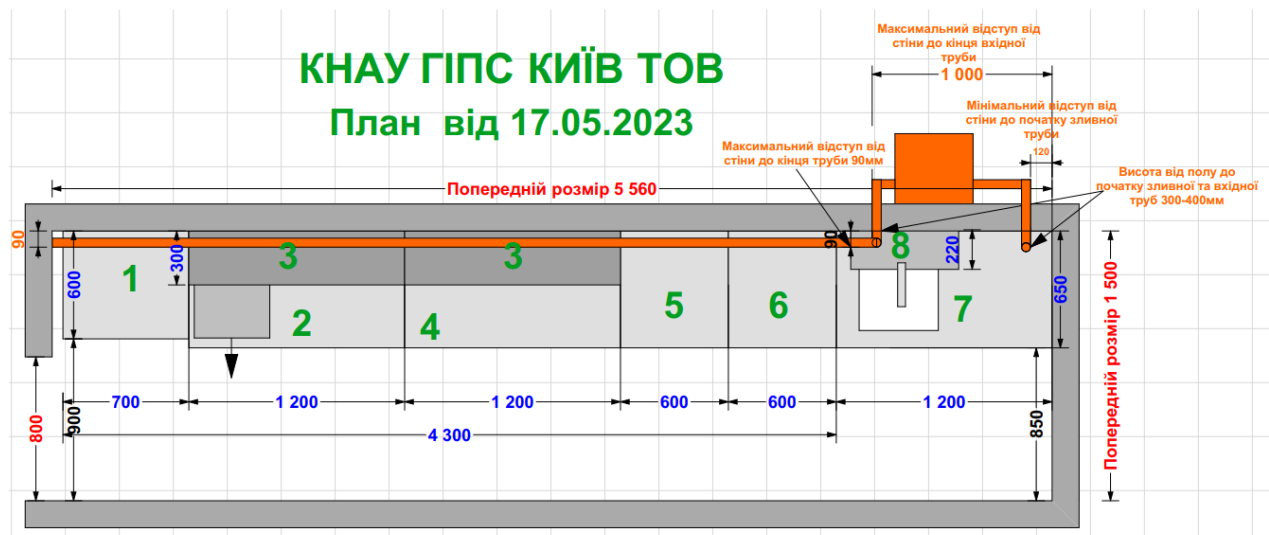 КНАУ ГІПС КИЇВ ТОВ
План від 17.05.2023
Максимальний відступ від
стіни до кінця вхідної
труби
1 000
Мінімальний відступ від
стіни до початку зливної
труби
120
Максимальний відступ від
стіни до кінця труби 90мм
Висота від полу до
початку зливної та вхідної
труб 300-400мм
Попередній розмір 5 560
90
600
1
300
3
3
90
8
220
650
Попередній розмір 1 500
2
4
5
6
7
700
1 200
1 200
600
600
1 200
4 300
800
900
850